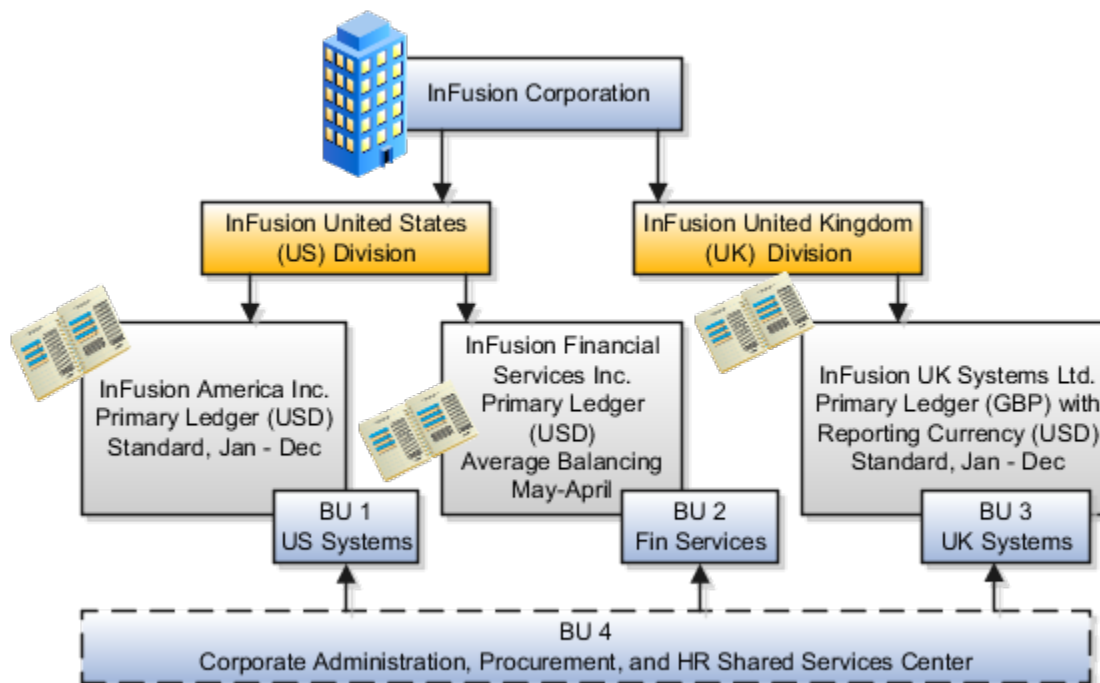 InFusion Corporation
InFusion United States
(US) Division
InFusion United Kingdom
(UK) Division
InFusion America Inc.
Primary Ledger (USD)
Standard, Jan - Dec
InFusion Financial
Services Inc.
Primary Ledger
(USD)
Average Balancing
May-April
InFusion UK Systems Ltd.
Primary Ledger (GBP) with
Reporting Currency (USD)
Standard, Jan - Dec
BU 1
US Systems
BU 2
Fin Services
BU 3
UK Systems
BU 4
Corporate Administration, Procurement, and HR Shared Services Center